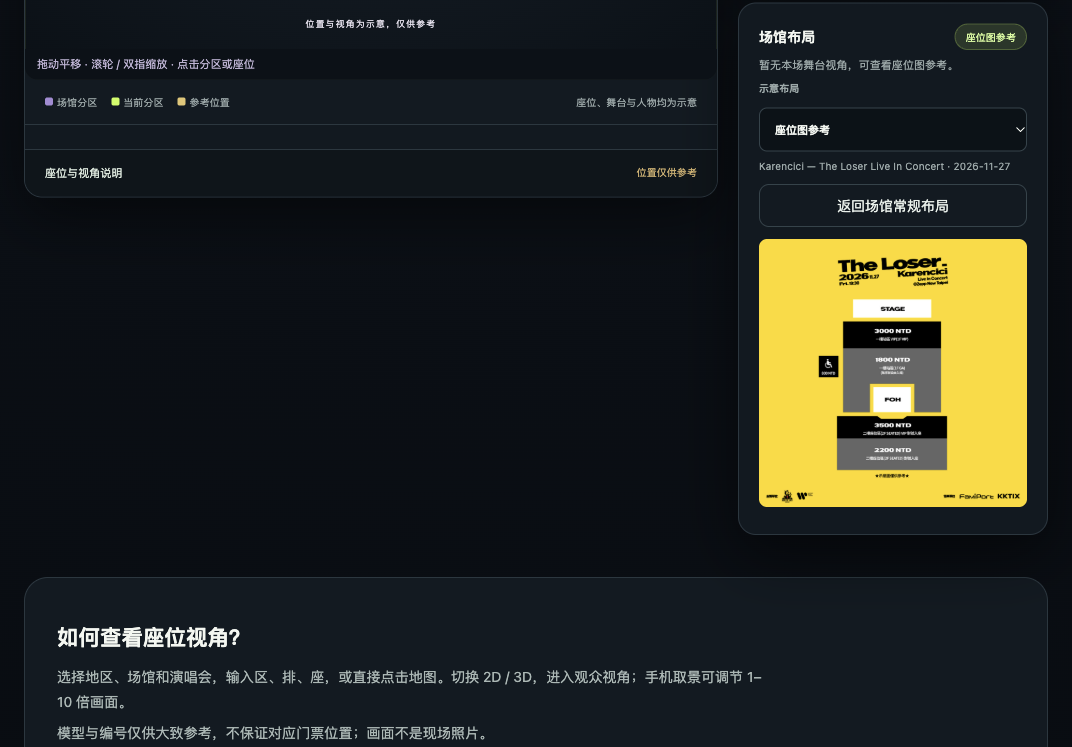 位置与视角为示意，仅供参考
拖动平移 · 滚轮 / 双指缩放 · 点击分区或座位
场馆分区 当前分区 参考位置
座位、舞台与人物均为示意
座位与视角说明
位置仅供参考
场馆布局
座位图参考
暂无本场舞台视角，可查看座位图参考。
示意布局
座位图参考
Karencici — The Loser Live In Concert · 2026-11-27
返回场馆常规布局
The Loser.
2026 11.27
Karencici
Live in Concert
STAGE
3000 NTD
1800 NTD
FOH
3500 NTD
2200 NTD
FamiPort KKTIX
如何查看座位视角？
选择地区、场馆和演唱会，输入区、排、座，或直接点击地图。切换 2D / 3D，进入观众视角；手机取景可调节 1–
10 倍画面。
模型与编号仅供大致参考，不保证对应门票位置；画面不是现场照片。